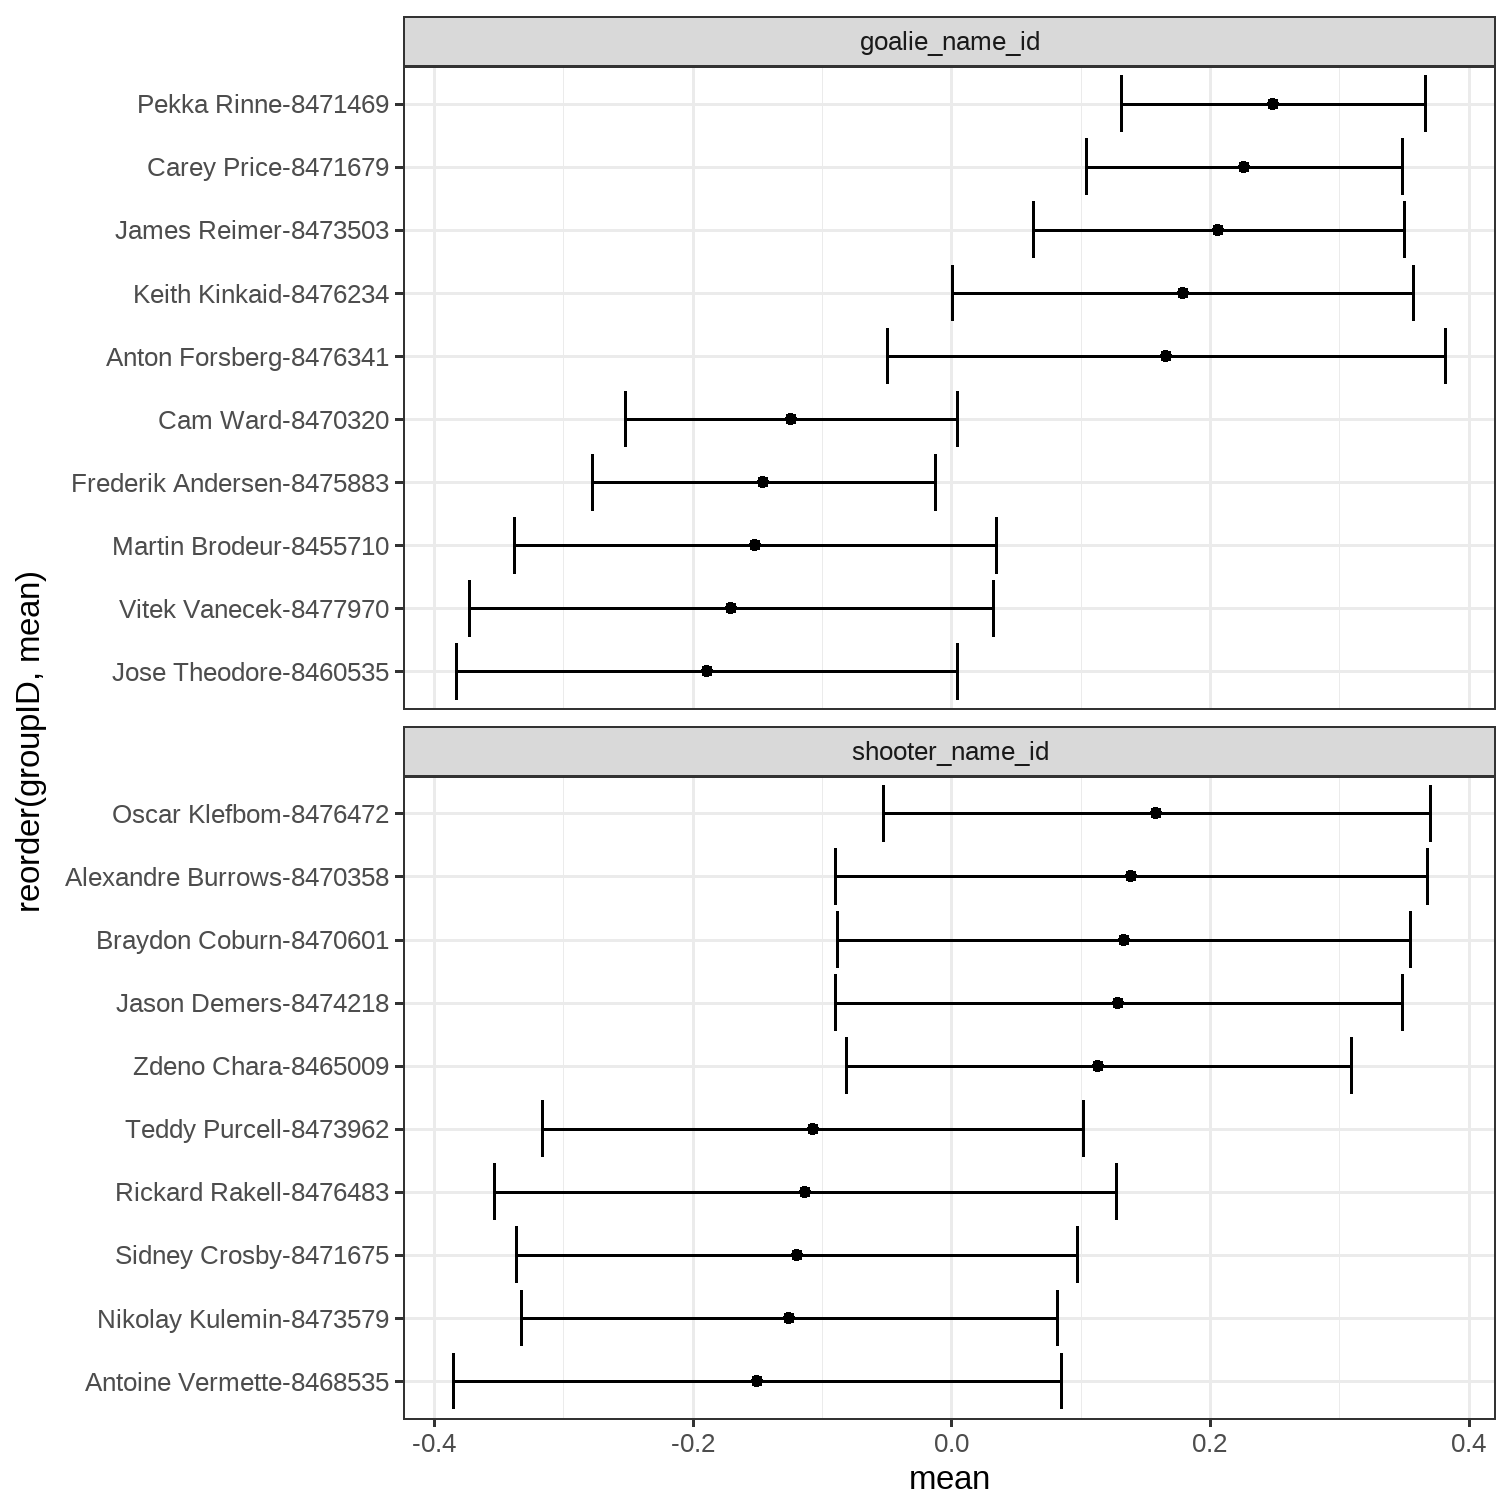 goalie_name_id
Pekka Rinne-8471469
Carey Price-8471679
James Reimer-8473503
Keith Kinkaid-8476234
Anton Forsberg-8476341
Cam Ward-8470320
Frederik Andersen-8475883
Martin Brodeur-8455710
Vitek Vanecek-8477970
Jose Theodore-8460535
reorder(groupID, mean)
shooter_name_id
Oscar Klefbom-8476472
Alexandre Burrows-8470358
Braydon Coburn-8470601
Jason Demers-8474218
Zdeno Chara-8465009
Teddy Purcell-8473962
Rickard Rakell-8476483
Sidney Crosby-8471675
Nikolay Kulemin-8473579
Antoine Vermette-8468535
-0.4 -0.2 0.0 0.2 0.4
mean